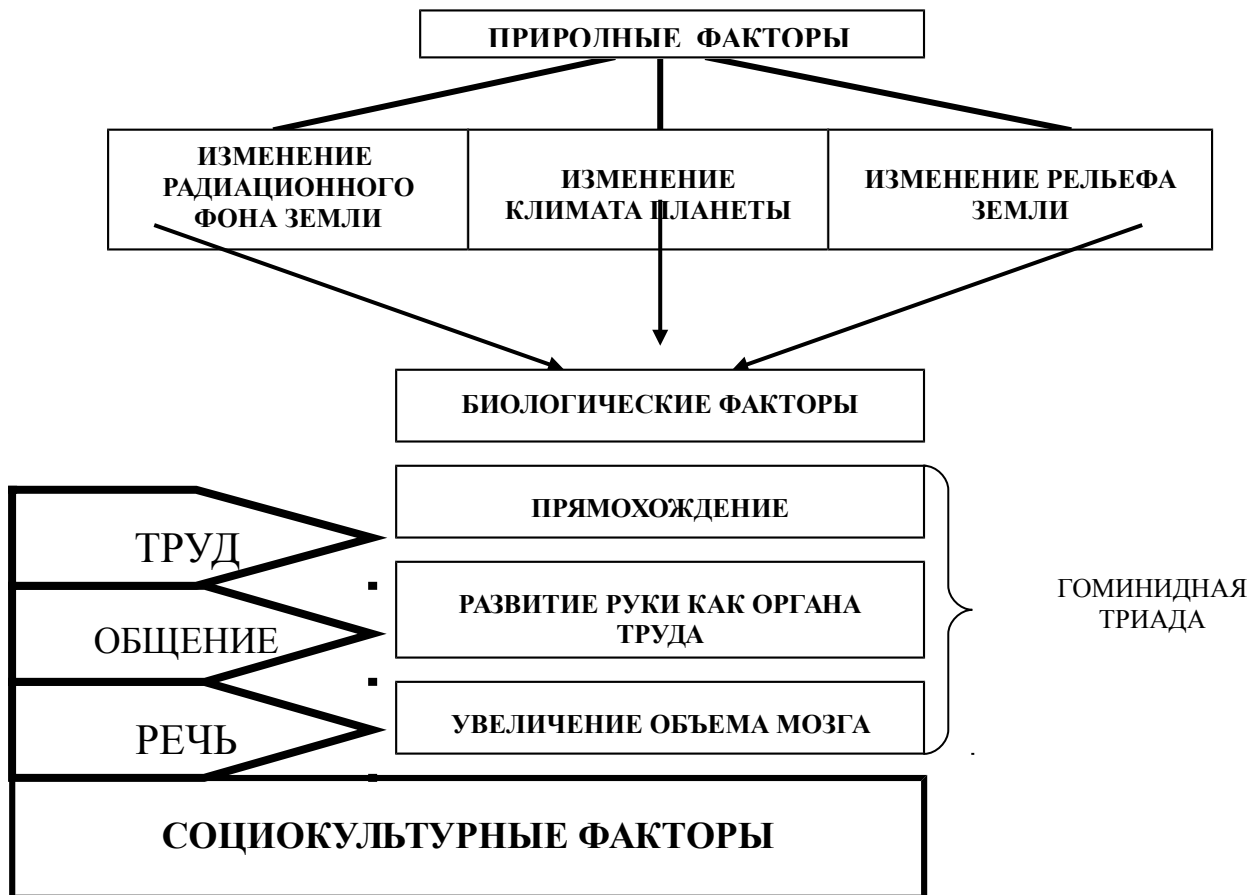 ПРИРОДНЫЕ ФАКТОРЫ
ИЗМЕНЕНИЕ
РАДИАЦИОННОГО
ФОНА ЗЕМЛИ
ИЗМЕНЕНИЕ
КЛИМАТА ПЛАНЕТЫ
ИЗМЕНЕНИЕ РЕЛЬЕФА
ЗЕМЛИ
БИОЛОГИЧЕСКИЕ ФАКТОРЫ
ТРУД
ПРЯМОХОЖДЕНИЕ
ОБЩЕНИЕ
РАЗВИТИЕ РУКИ КАК ОРГАНА
ТРУДА
ГОМИНИДНАЯ
ТРИАДА
РЕЧЬ
УВЕЛИЧЕНИЕ ОБЪЕМА МОЗГА
СОЦИОКУЛЬТУРНЫЕ ФАКТОРЫ